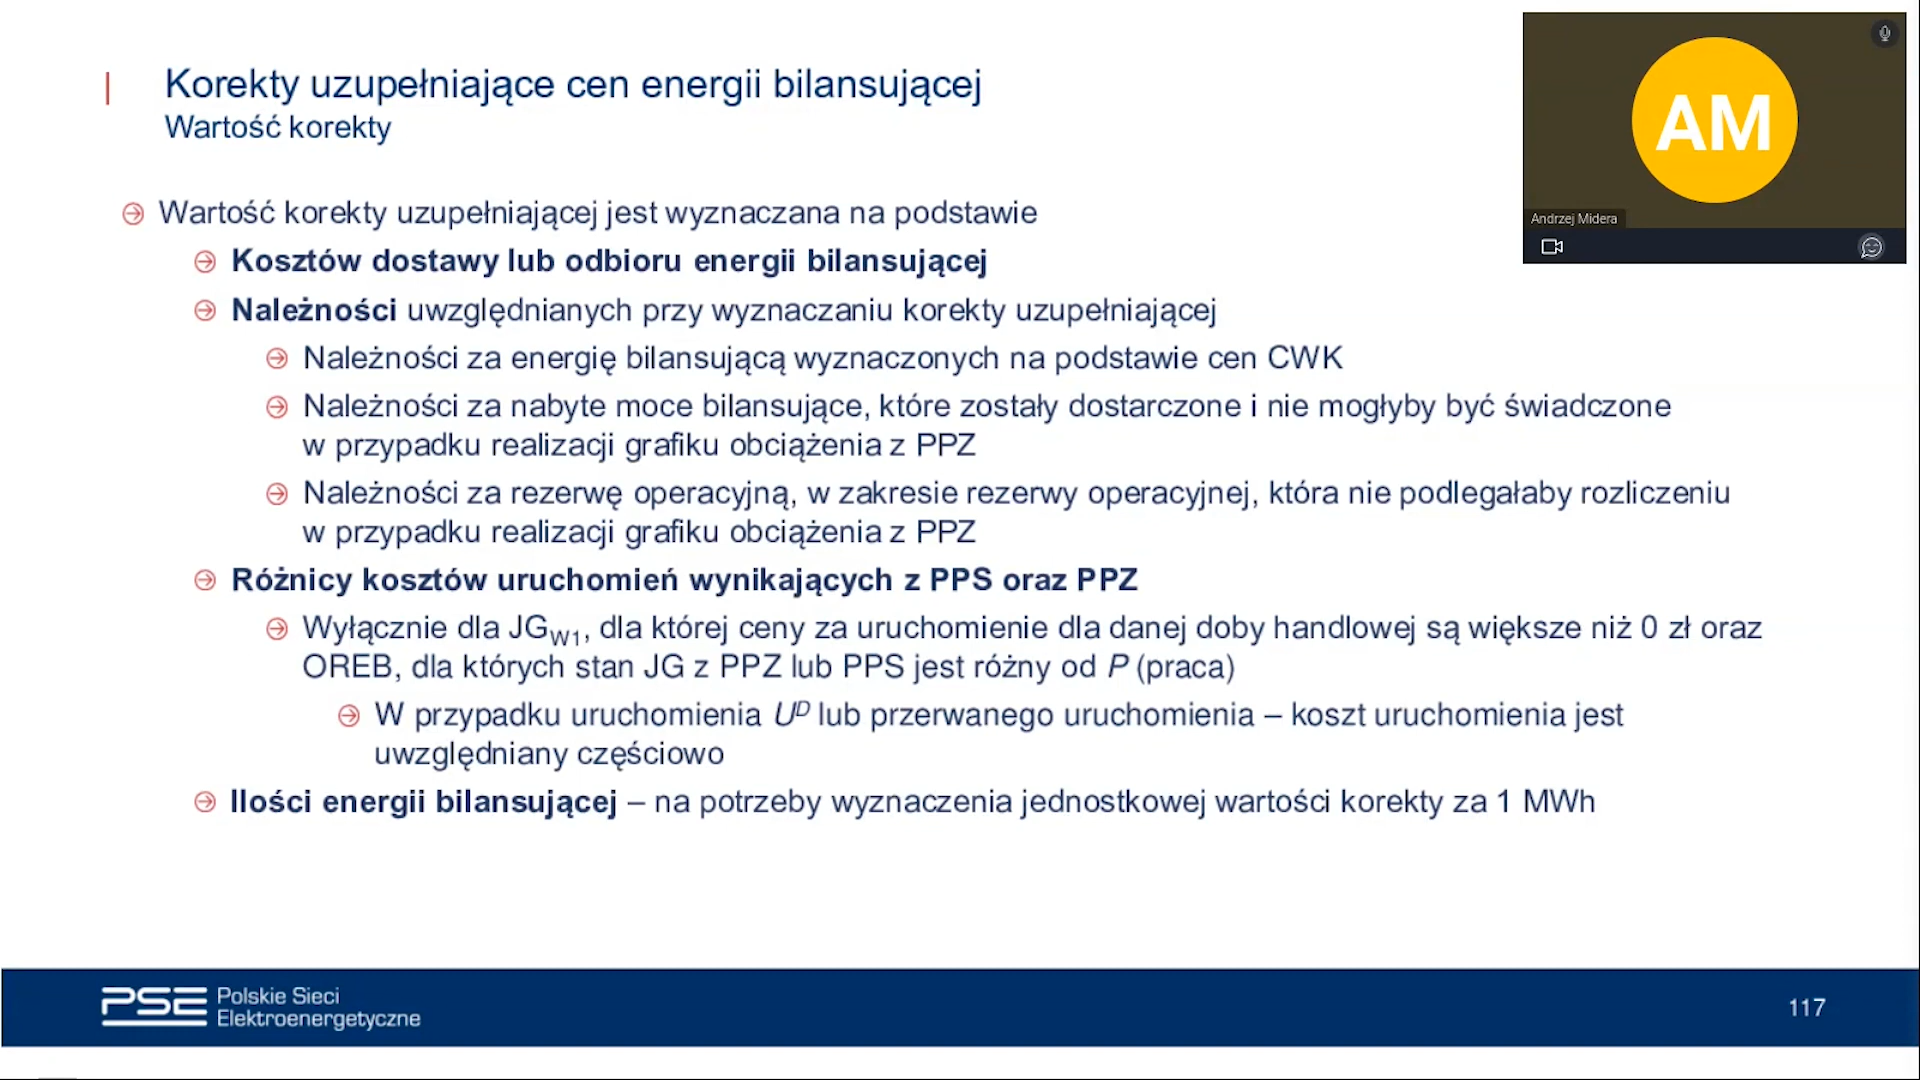 Korekty uzupełniające cen energii bilansującej
Wartość korekty
AM
Andrzej Midera
Wartość korekty uzupełniającej jest wyznaczana na podstawie
Kosztów dostawy lub odbioru energii bilansującej
Należności uwzględnianych przy wyznaczaniu korekty uzupełniającej
Należności za energię bilansującą wyznaczonych na podstawie cen CWK
Należności za nabyte moce bilansujące, które zostały dostarczone i nie mogłyby być świadczone
w przypadku realizacji grafiku obciążenia z PPZ
Należności za rezerwę operacyjną, w zakresie rezerwy operacyjnej, która nie podlegałaby rozliczeniu
w przypadku realizacji grafiku obciążenia z PPZ
Różnicy kosztów uruchomień wynikających z PPS oraz PPZ
Wyłącznie dla JGW1, dla której ceny za uruchomienie dla danej doby handlowej są większe niż 0 zł oraz
OREB, dla których stan JG z PPZ lub PPS jest różny od P (praca)
W przypadku uruchomienia UD lub przerwanego uruchomienia – koszt uruchomienia jest
uwzględniany częściowo
Ilości energii bilansującej – na potrzeby wyznaczenia jednostkowej wartości korekty za 1 MWh
PSE Polskie Sieci
Elektroenergetyczne
117